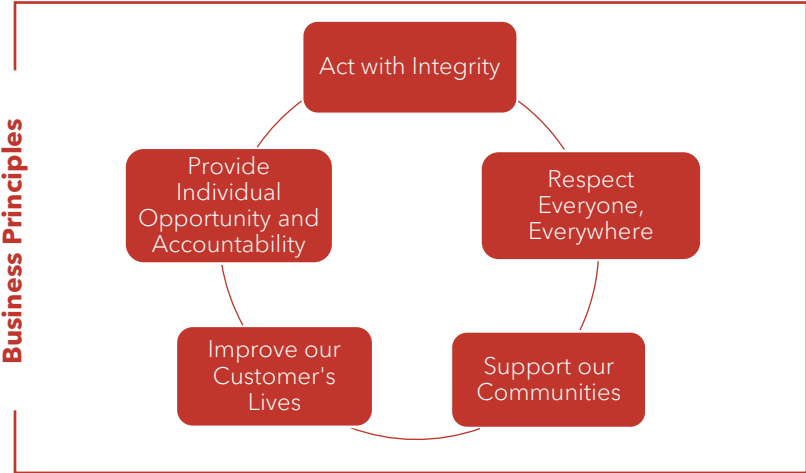 Business Principles
Act with Integrity
Respect
Everyone,
Everywhere
Support our
Communities
Improve our
Customer's
Lives
Provide
Individual
Opportunity and
Accountability